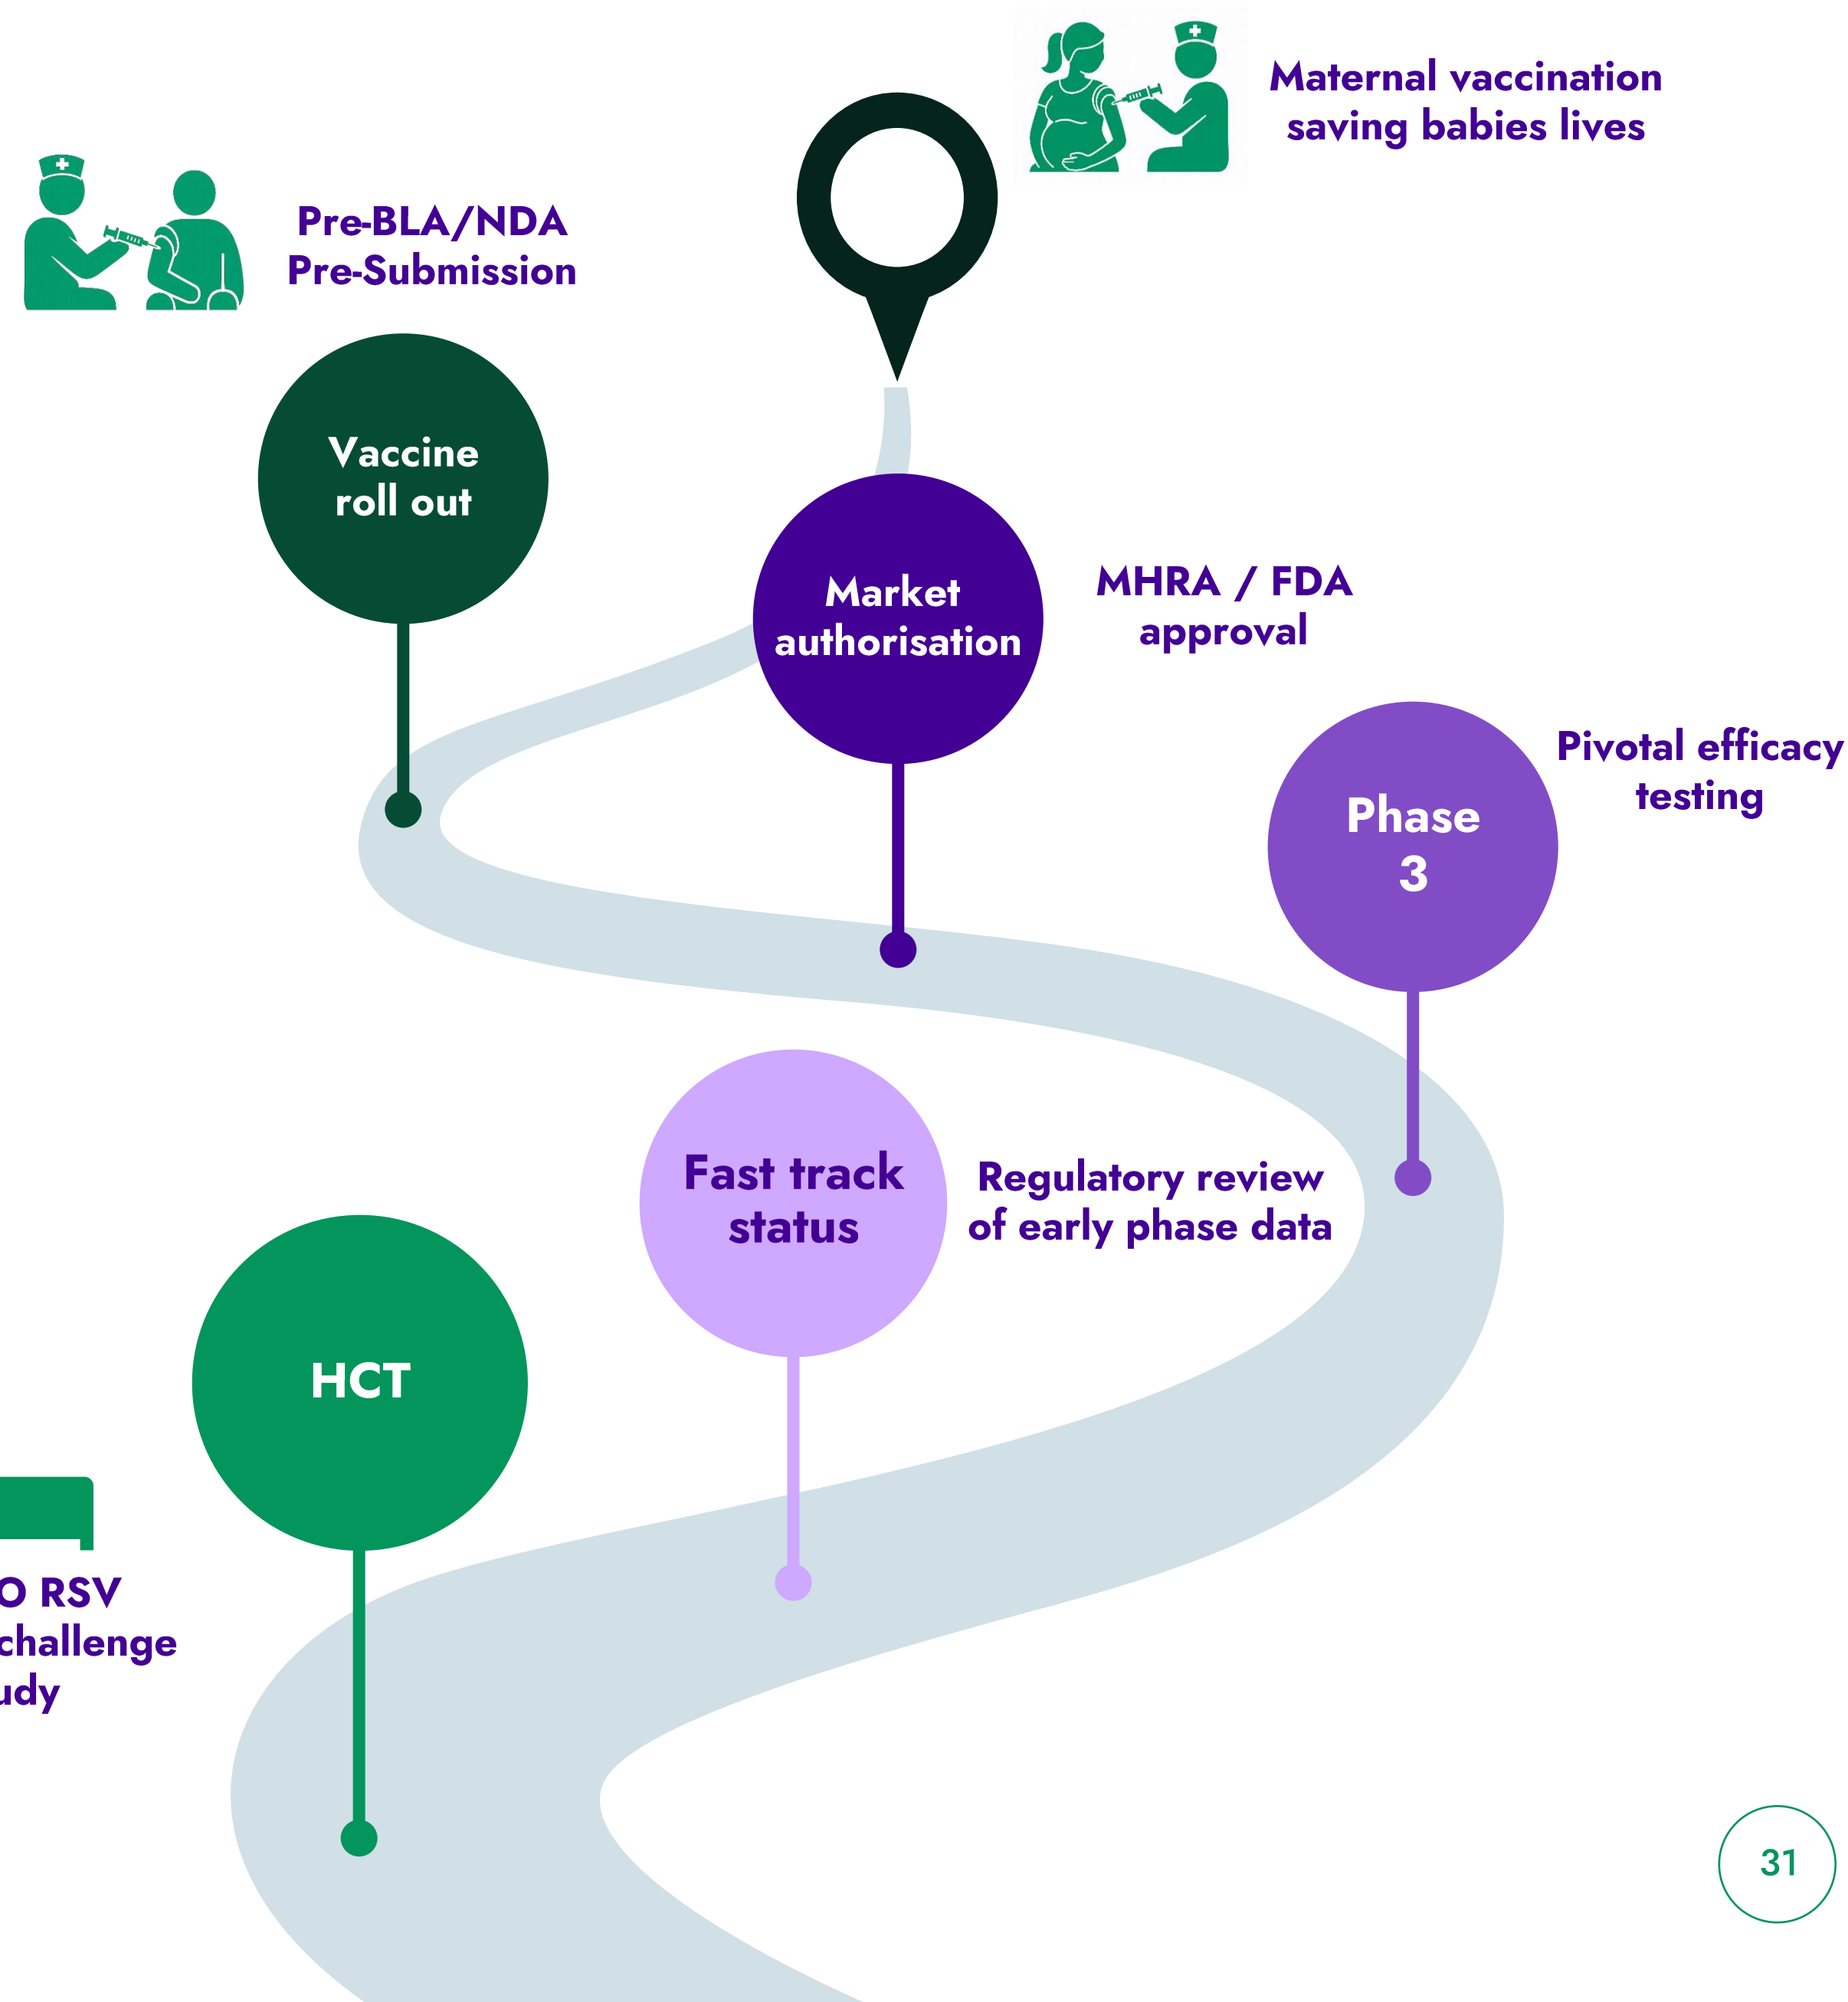 Maternal vaccination
saving babies lives
Pre-BLA/NDA
Pre-Submission
Vaccine
roll out
Market
authorisation
MHRA / FDA
approval
Pivotal efficacy
testing
Phase
3
Fast track
status
Regulatory review
of early phase data
HCT
O RSV
challenge
udy
31